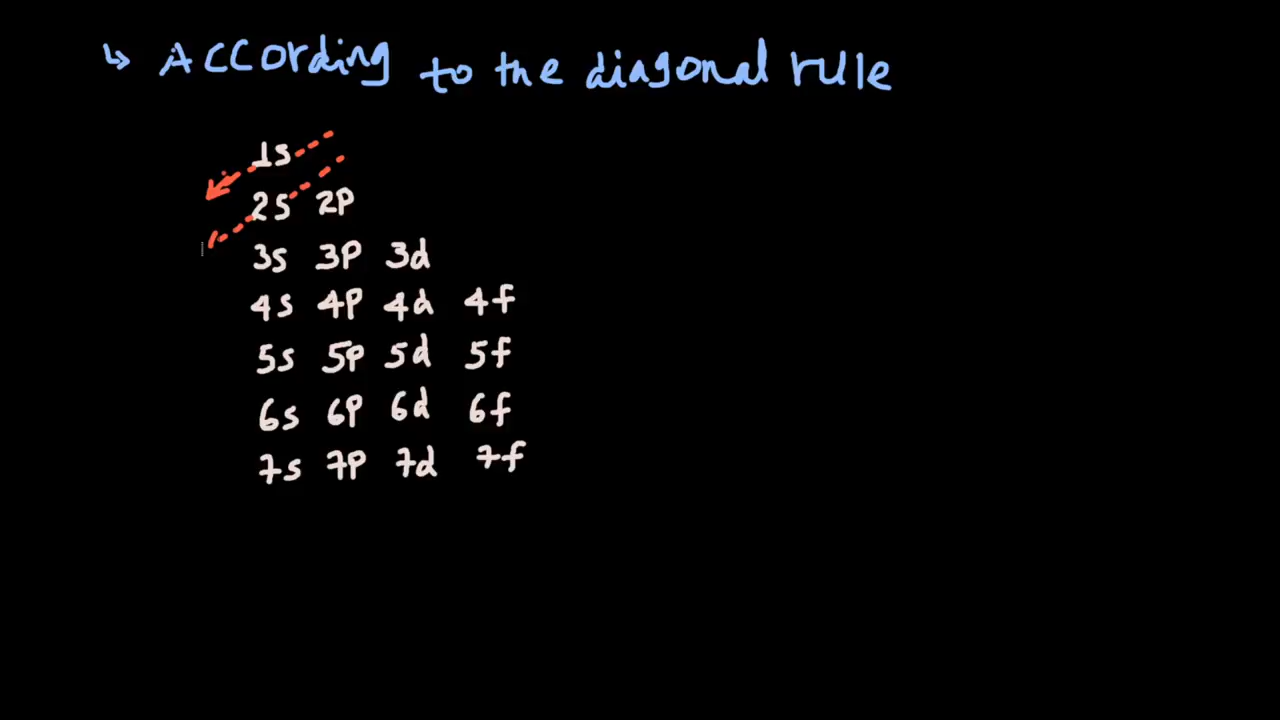 ↳ According to the diagonal rule
1s
2s 2p
3s 3p 3d
4s 4p 4d 4f
5s 5p 5d 5f
6s 6p 6d 6f
7s 7p 7d 7f